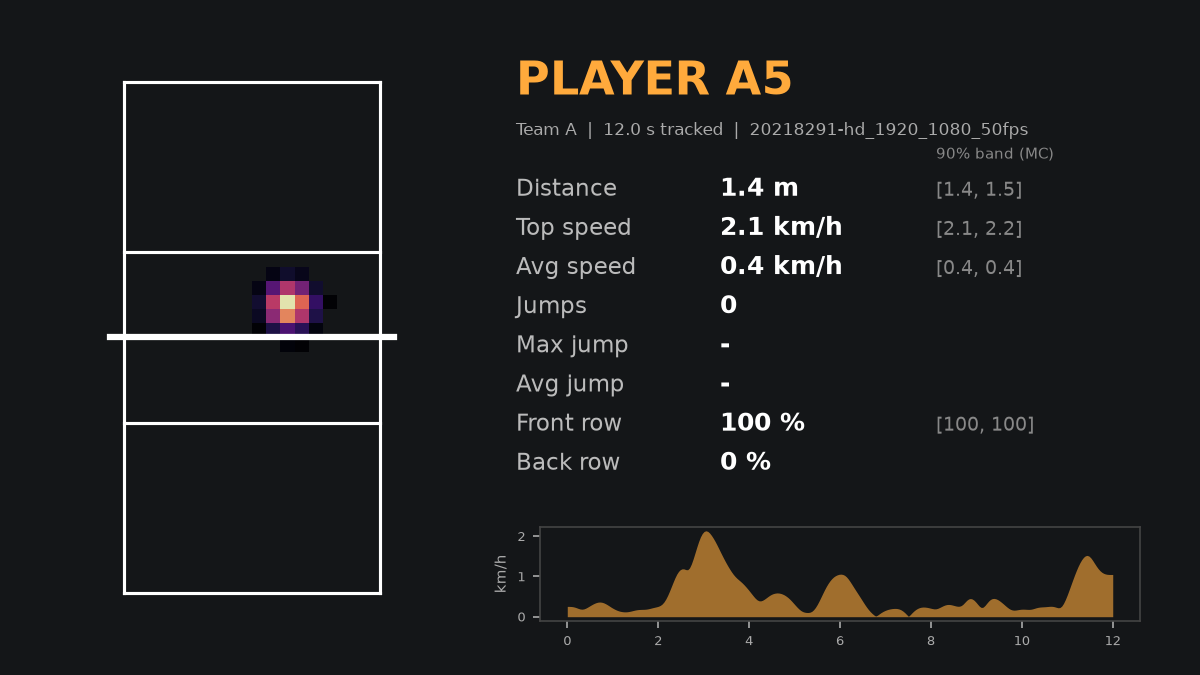 PLAYER A5
Team A | 12.0 s tracked | 20218291-hd_1920_1080_50fps
90% band (MC)
Distance 1.4 m [1.4, 1.5]
Top speed 2.1 km/h [2.1, 2.2]
Avg speed 0.4 km/h [0.4, 0.4]
Jumps 0
Max jump -
Avg jump -
Front row 100 % [100, 100]
Back row 0 %
km/h
2
1
0
0 2 4 6 8 10 12